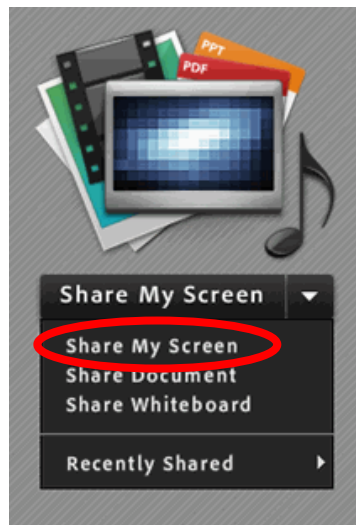 PPT
PDF
Share My Screen
Share My Screen
Share Document
Share Whiteboard
Recently Shared